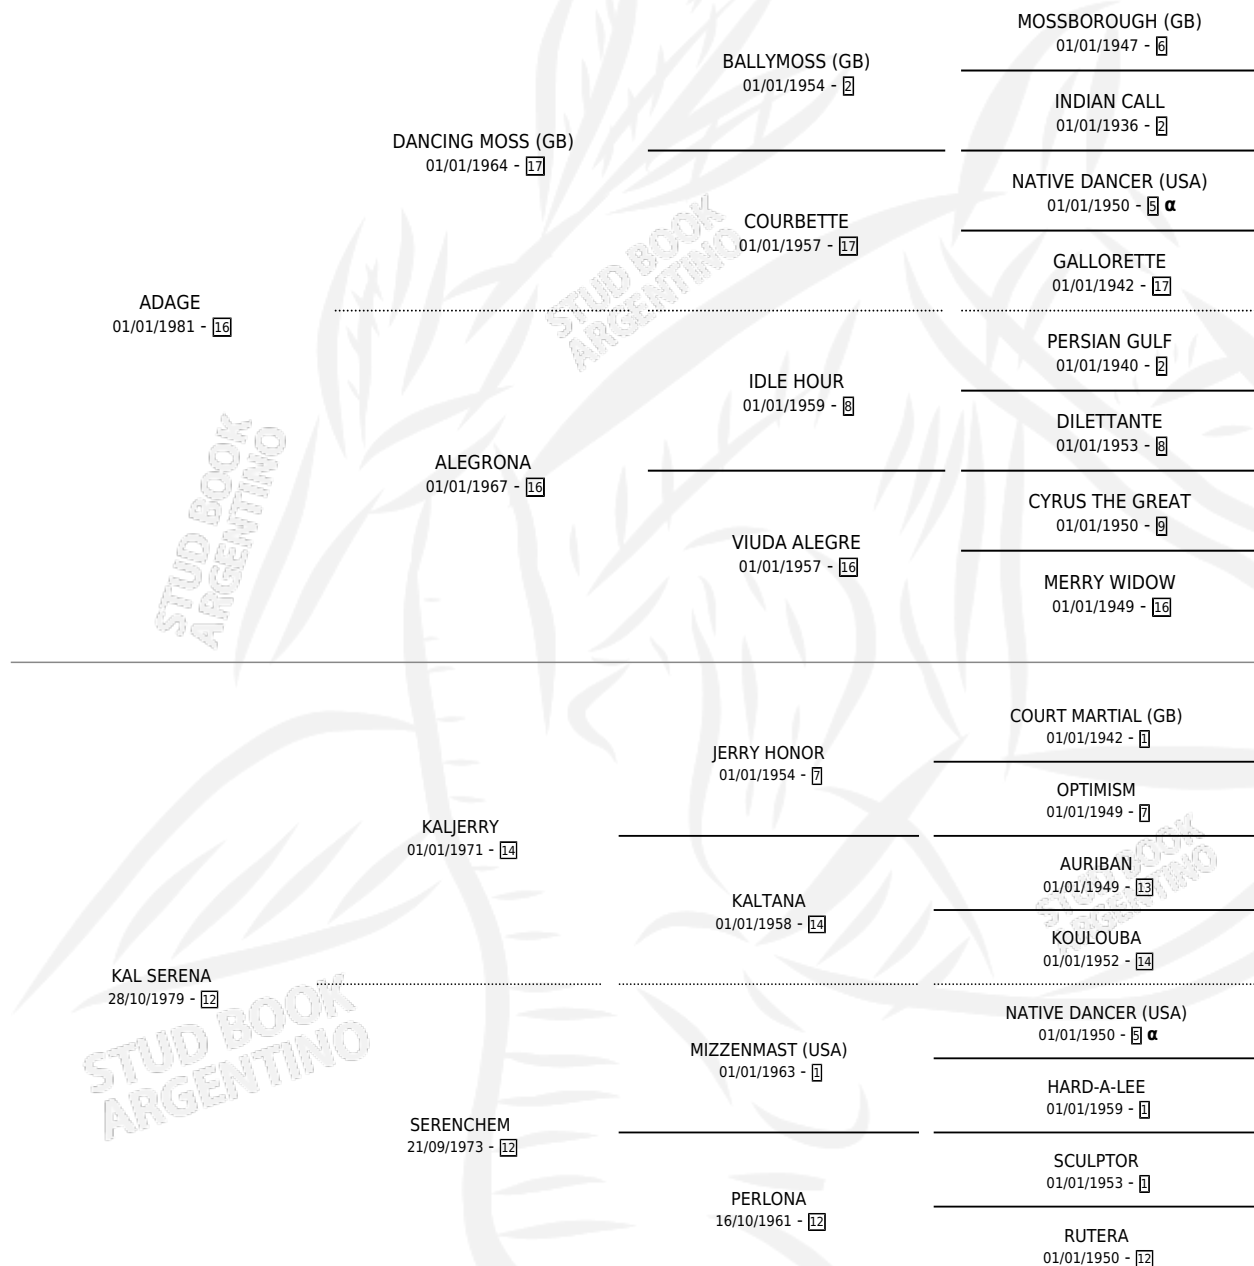 MOSSBOROUGH (GB)
01/01/1947 - 6
BALLYMOSS (GB)
01/01/1954 - 2
INDIAN CALL
01/01/1936 - 2
DANCING MOSS (GB)
01/01/1964 - 17
NATIVE DANCER (USA)
01/01/1950 - 5 α
COURBETTE
01/01/1957 - 17
GALLORETTE
01/01/1942 - 17
ADAGE
01/01/1981 - 16
PERSIAN GULF
01/01/1940 - 2
IDLE HOUR
01/01/1959 - 8
DILETTANTE
01/01/1953 - 8
ALEGRONA
01/01/1967 - 16
CYRUS THE GREAT
01/01/1950 - 9
VIUDA ALEGRE
01/01/1957 - 16
MERRY WIDOW
01/01/1949 - 16
COURT MARTIAL (GB)
01/01/1942 - 1
JERRY HONOR
01/01/1954 - 7
OPTIMISM
01/01/1949 - 7
KALJERRY
01/01/1971 - 14
AURIBAN
01/01/1949 - 13
KALTANA
01/01/1958 - 14
KOULOUBA
01/01/1952 - 14
KAL SERENA
28/10/1979 - 12
NATIVE DANCER (USA)
01/01/1950 - 5 α
MIZZENMAST (USA)
01/01/1963 - 1
HARD-A-LEE
01/01/1959 - 1
SERENCHEM
21/09/1973 - 12
SCULPTOR
01/01/1953 - 1
PERLONA
16/10/1961 - 12
RUTERA
01/01/1950 - 12
STUD BOOK
ARGENTINO
STUD BOOK
ARGENTINO
STUD BOOK
ARGENTINO
STUD BOOK
ARGENTINO